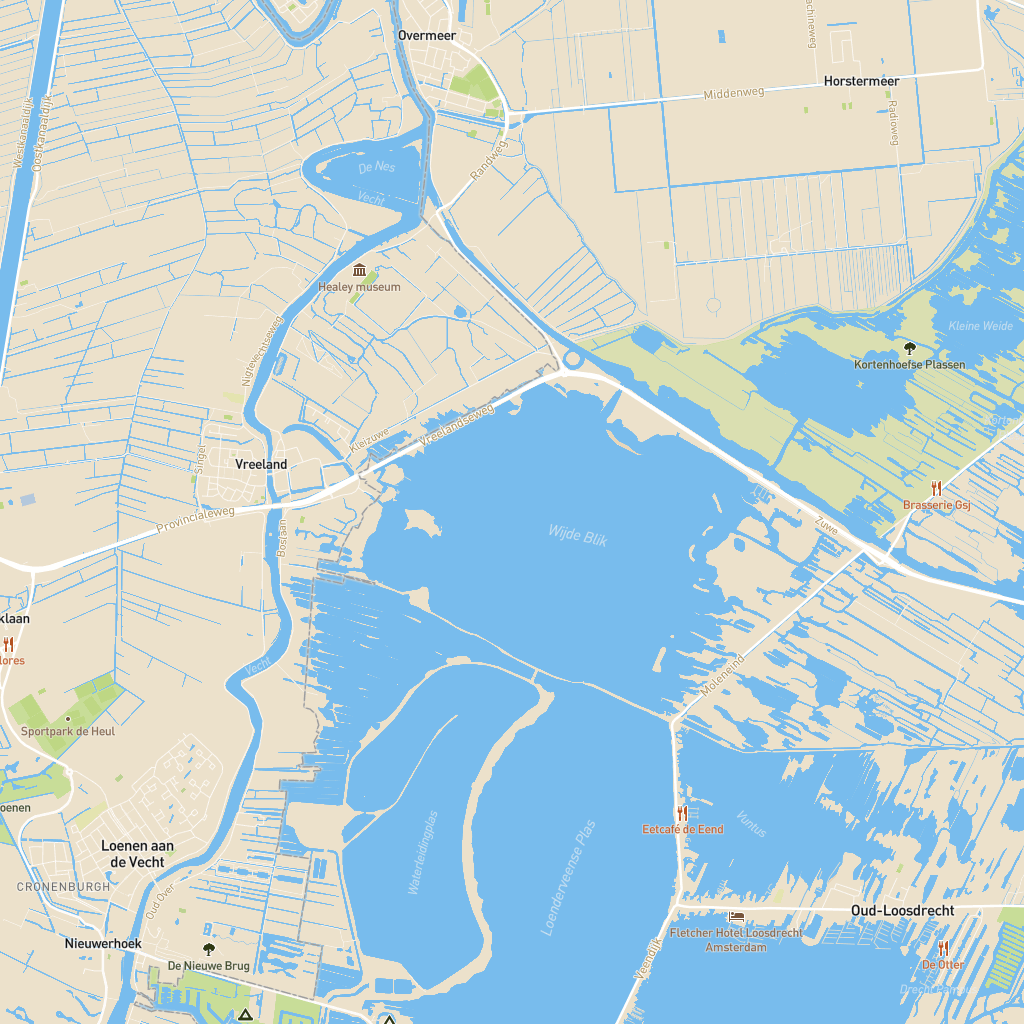 Overmeer
achineweg
Horstermeer
Middenweg
Radioweg
Westkanaaldijk
Oostkanaaldijk
Randweg
De Nes
Vecht
Healey museum
Kleine Weide
Kortenhoefse Plassen
Nigtevechtseweg
Vreelandseweg
Kleizuwe
Singel
Vreeland
Brasserie Gsj
Provincialeweg
Boslaan
Zuwe
Wijde Blik
klaan
lores
Vecht
Moleneind
Sportpark de Heul
oenen
Eetcafé de Eend
Vuntus
Loenen aan
de Vecht
Waterleidingplas
Loenderveense Plas
CRONENBURGH
Oud Over
Oud-Loosdrecht
Nieuwerhoek
Fletcher Hotel Loosdrecht
Amsterdam
De Nieuwe Brug
Veendijk
De Otter